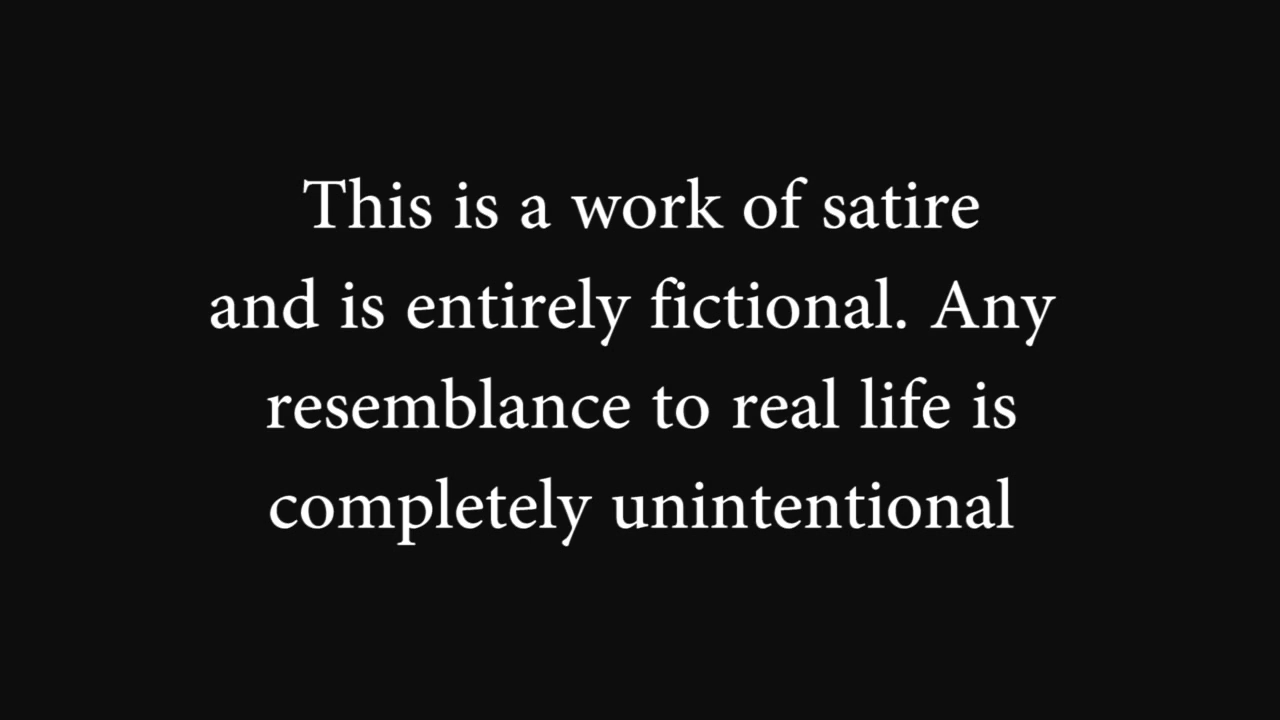 This is a work of satire
and is entirely fictional. Any
resemblance to real life is
completely unintentional